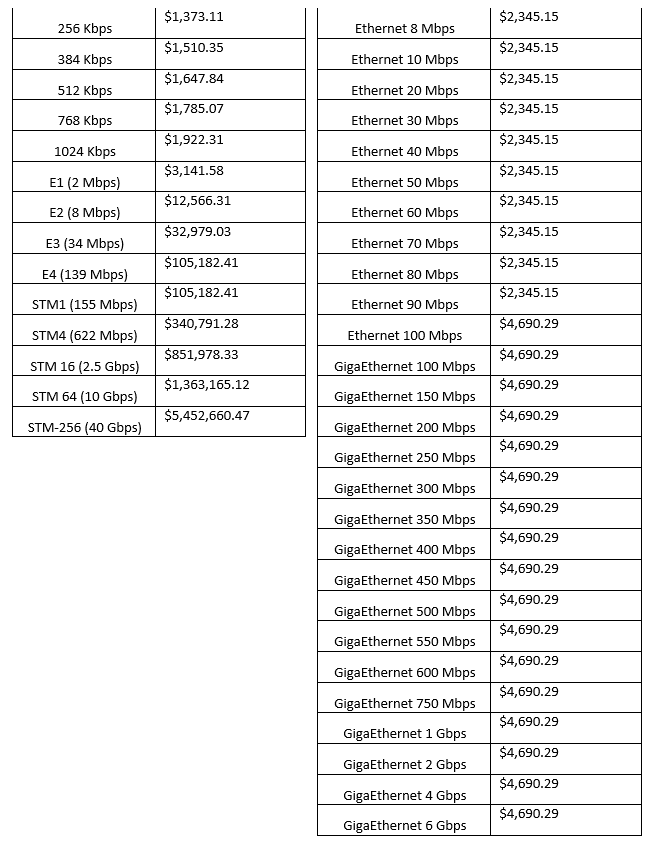 256 Kbps $1,373.11
384 Kbps $1,510.35
512 Kbps $1,647.84
768 Kbps $1,785.07
1024 Kbps $1,922.31
E1 (2 Mbps) $3,141.58
E2 (8 Mbps) $12,566.31
E3 (34 Mbps) $32,979.03
E4 (139 Mbps) $105,182.41
STM1 (155 Mbps) $105,182.41
STM4 (622 Mbps) $340,791.28
STM 16 (2.5 Gbps) $851,978.33
STM 64 (10 Gbps) $1,363,165.12
STM-256 (40 Gbps) $5,452,660.47
Ethernet 8 Mbps $2,345.15
Ethernet 10 Mbps $2,345.15
Ethernet 20 Mbps $2,345.15
Ethernet 30 Mbps $2,345.15
Ethernet 40 Mbps $2,345.15
Ethernet 50 Mbps $2,345.15
Ethernet 60 Mbps $2,345.15
Ethernet 70 Mbps $2,345.15
Ethernet 80 Mbps $2,345.15
Ethernet 90 Mbps $2,345.15
Ethernet 100 Mbps $4,690.29
GigaEthernet 100 Mbps $4,690.29
GigaEthernet 150 Mbps $4,690.29
GigaEthernet 200 Mbps $4,690.29
GigaEthernet 250 Mbps $4,690.29
GigaEthernet 300 Mbps $4,690.29
GigaEthernet 350 Mbps $4,690.29
GigaEthernet 400 Mbps $4,690.29
GigaEthernet 450 Mbps $4,690.29
GigaEthernet 500 Mbps $4,690.29
GigaEthernet 550 Mbps $4,690.29
GigaEthernet 600 Mbps $4,690.29
GigaEthernet 750 Mbps $4,690.29
GigaEthernet 1 Gbps $4,690.29
GigaEthernet 2 Gbps $4,690.29
GigaEthernet 4 Gbps $4,690.29
GigaEthernet 6 Gbps $4,690.29